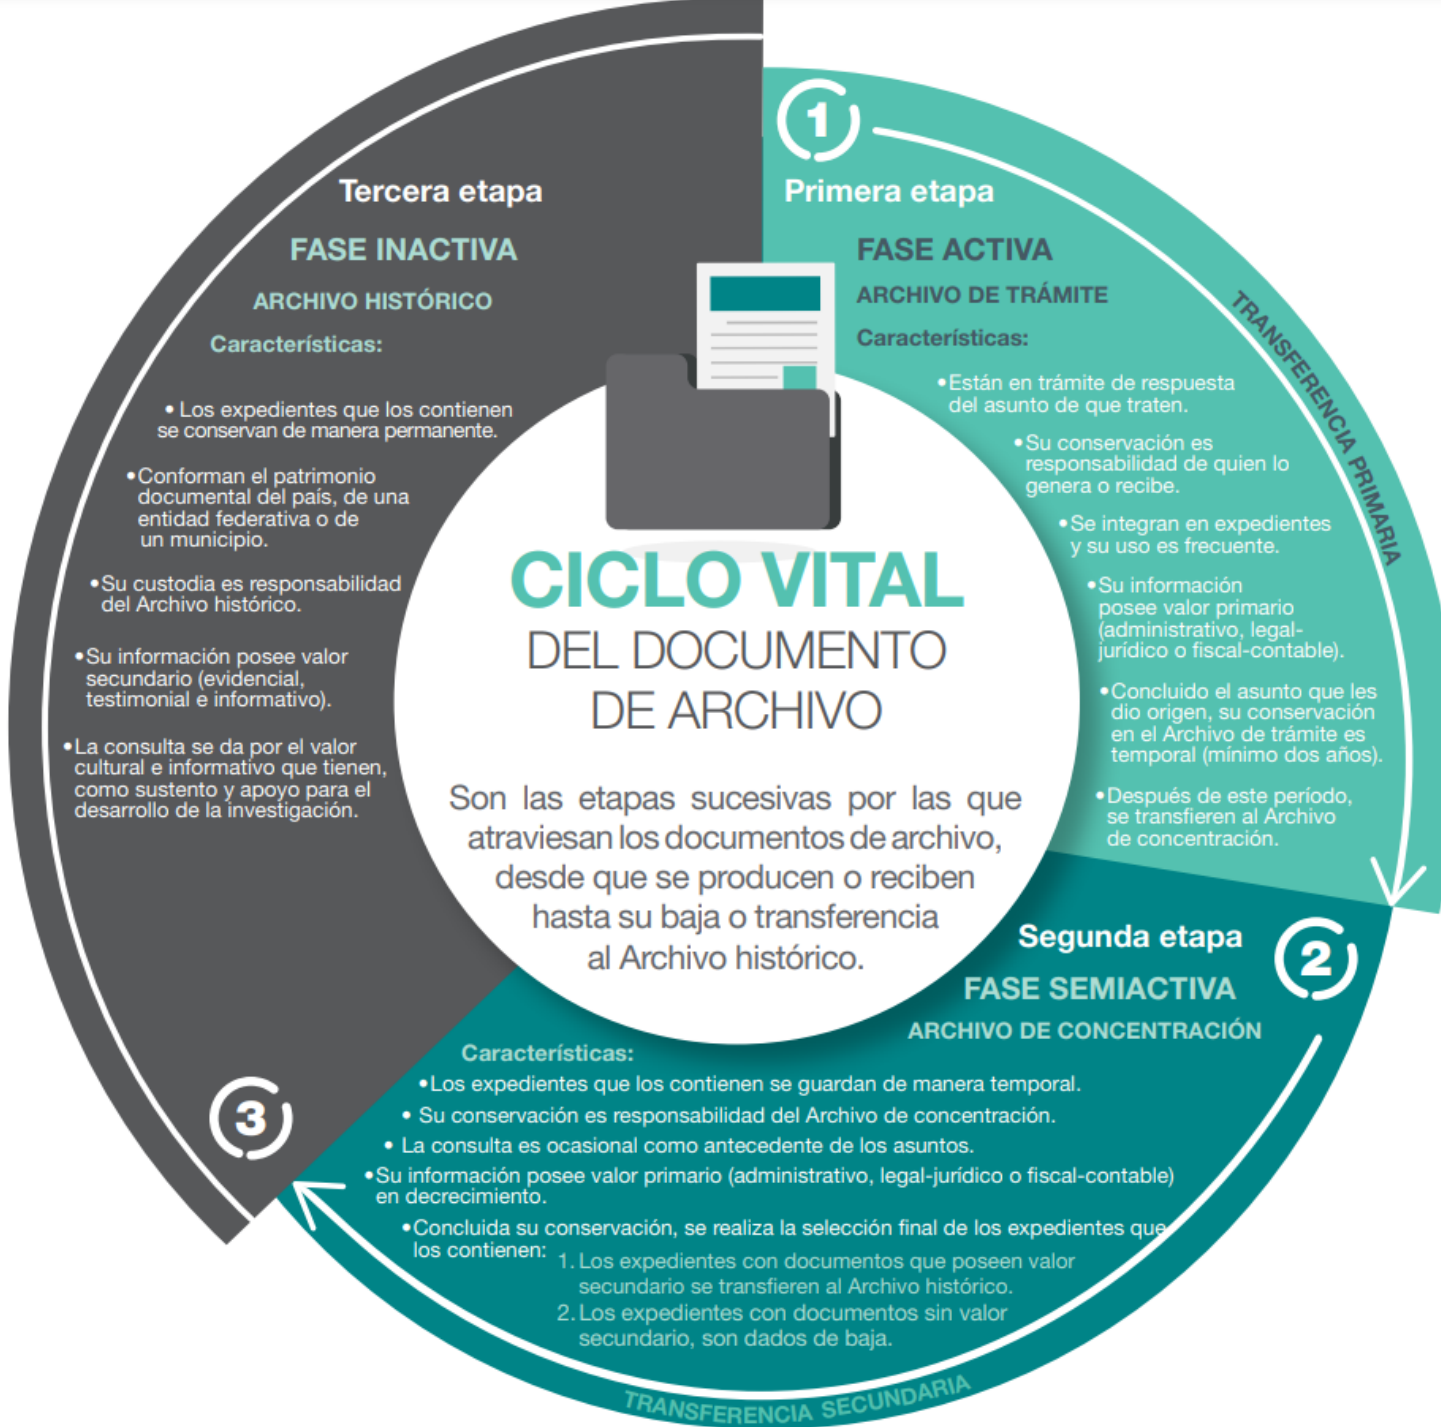 CICLO VITAL
DEL DOCUMENTO
DE ARCHIVO
Son las etapas sucesivas por las que
atraviesan los documentos de archivo,
desde que se producen o reciben
hasta su baja o transferencia
al Archivo histórico.
1
Primera etapa
FASE ACTIVA
ARCHIVO DE TRÁMITE
Características:
•Están en trámite de respuesta
del asunto de que traten.
•Su conservación es
responsabilidad de quien lo
genera o recibe.
•Se integran en expedientes
y su uso es frecuente.
•Su información
posee valor primario
(administrativo, legal-
jurídico o fiscal-contable).
•Concluido el asunto que les
dio origen, su conservación
en el Archivo de trámite es
temporal (mínimo dos años).
•Después de este período,
se transfieren al Archivo
de concentración.
TRANSFERENCIA PRIMARIA
Segunda etapa
2
FASE SEMIACTIVA
ARCHIVO DE CONCENTRACIÓN
Características:
•Los expedientes que los contienen se guardan de manera temporal.
• Su conservación es responsabilidad del Archivo de concentración.
• La consulta es ocasional como antecedente de los asuntos.
•Su información posee valor primario (administrativo, legal-jurídico o fiscal-contable)
en decrecimiento.
•Concluida su conservación, se realiza la selección final de los expedientes que
los contienen:
1. Los expedientes con documentos que poseen valor
secundario se transfieren al Archivo histórico.
2. Los expedientes con documentos sin valor
secundario, son dados de baja.
TRANSFERENCIA SECUNDARIA
3
Tercera etapa
FASE INACTIVA
ARCHIVO HISTÓRICO
Características:
• Los expedientes que los contienen
se conservan de manera permanente.
•Conforman el patrimonio
documental del país, de una
entidad federativa o de
un municipio.
•Su custodia es responsabilidad
del Archivo histórico.
•Su información posee valor
secundario (evidencial,
testimonial e informativo).
•La consulta se da por el valor
cultural e informativo que tienen,
como sustento y apoyo para el
desarrollo de la investigación.